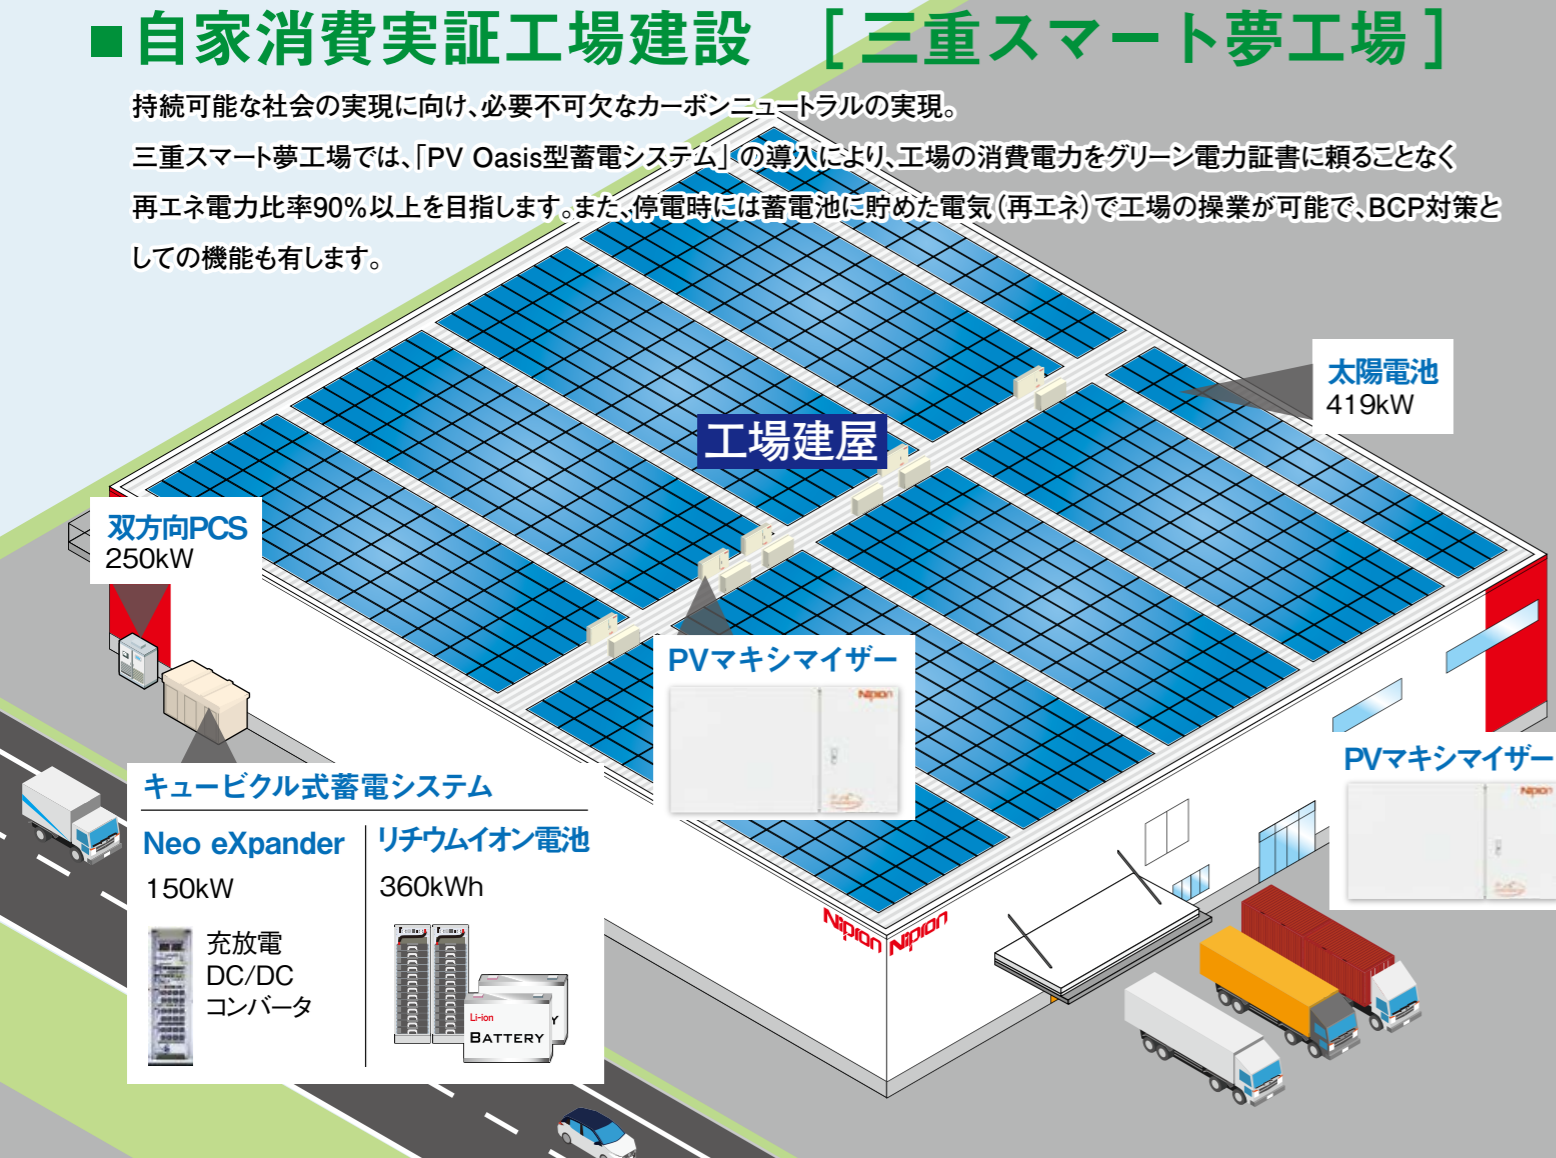 ■自家消費実証工場建設 ［三重スマート夢工場］
持続可能な社会の実現に向け、必要不可欠なカーボンニュートラルの実現。
三重スマート夢工場では、「PV Oasis型蓄電システム」の導入により、工場の消費電力をグリーン電力証書に頼ることなく
再エネ電力比率90%以上を目指します。また、停電時には蓄電池に貯めた電気（再エネ）で工場の操業が可能で、BCP対策と
しての機能も有します。
太陽電池
419kW
工場建屋
双方向PCS
250kW
PVマキシマイザー
Nipron
PVマキシマイザー
Nipron
キュービクル式蓄電システム
Neo eXpander
150kW
充放電
DC/DC
コンバータ
リチウムイオン電池
360kWh
Li-ion
BATTERY
Y
Nipron
Nipron